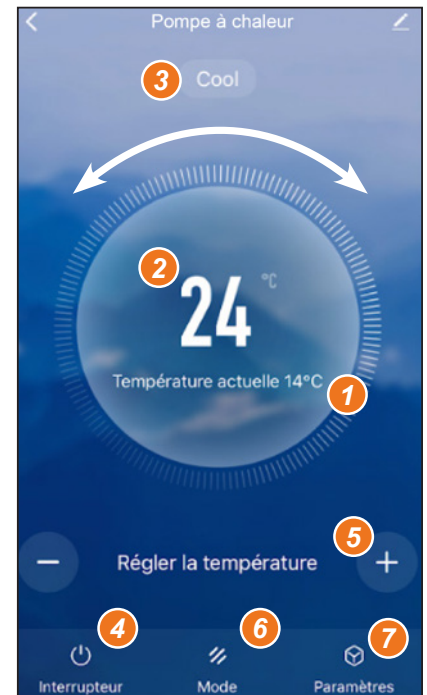 Pompe à chaleur
3 Cool
2
24 °C
Température actuelle 14°C
1
5
− Régler la température +
4 6 7
Interrupteur Mode Paramètres